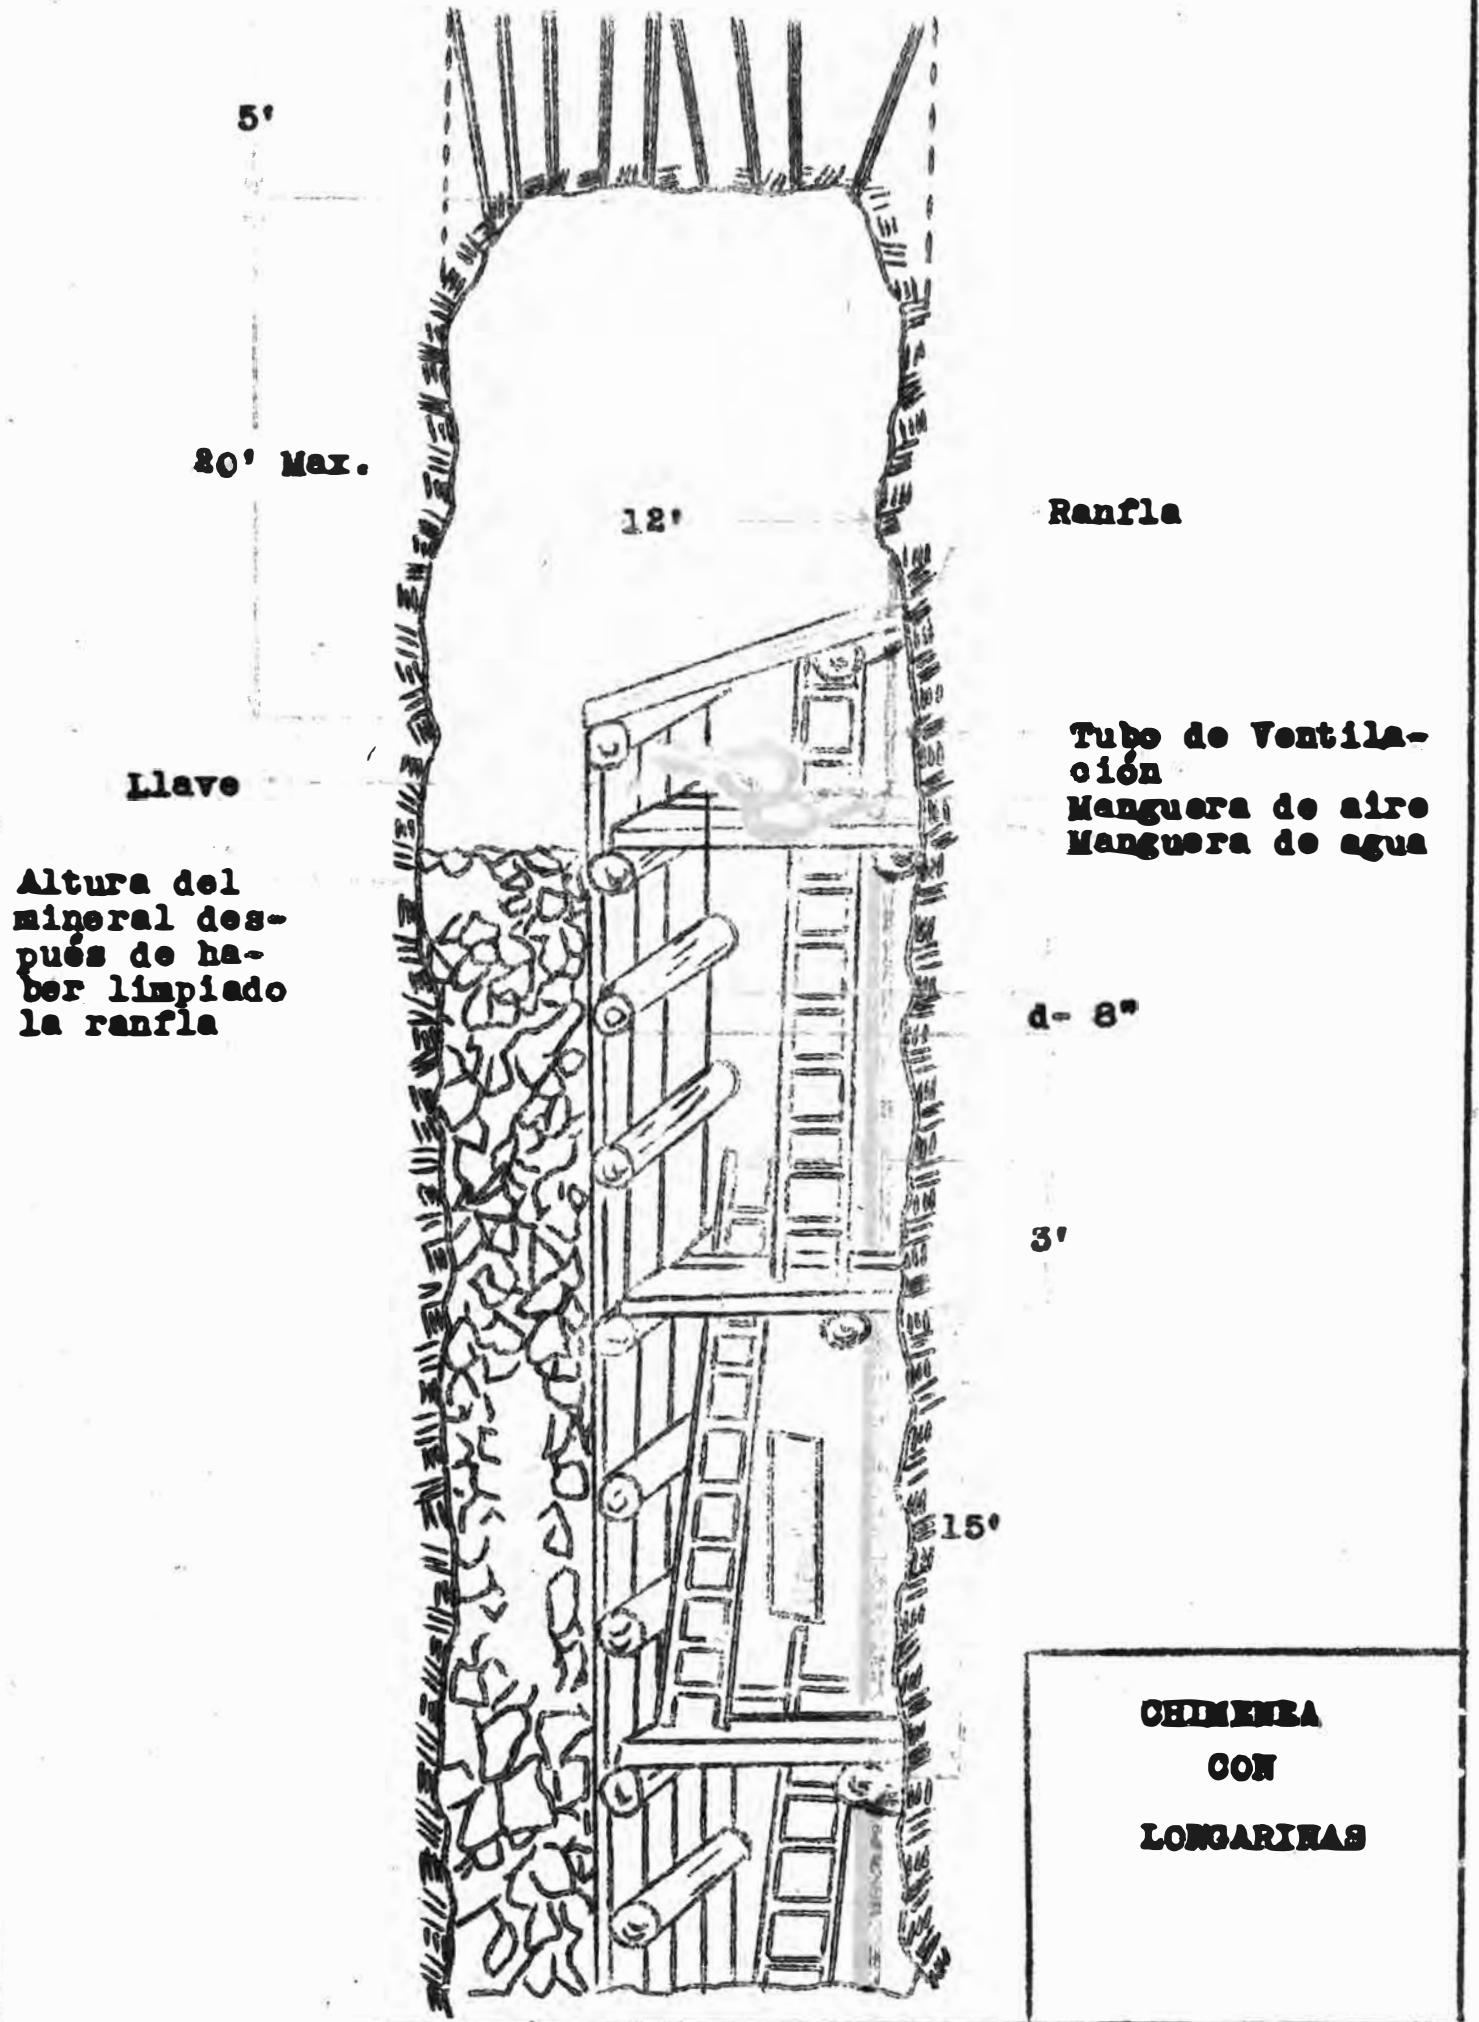 5'
20' Max.
12'
Ranfla
Llave
Tubo de Ventila-
ción
Manguera de aire
Manguera de agua
Altura del
mineral des-
pués de ha-
ber limpiado
la ranfla
d- 8"
3'
15'
CHIMENEA
CON
LONGARINAS